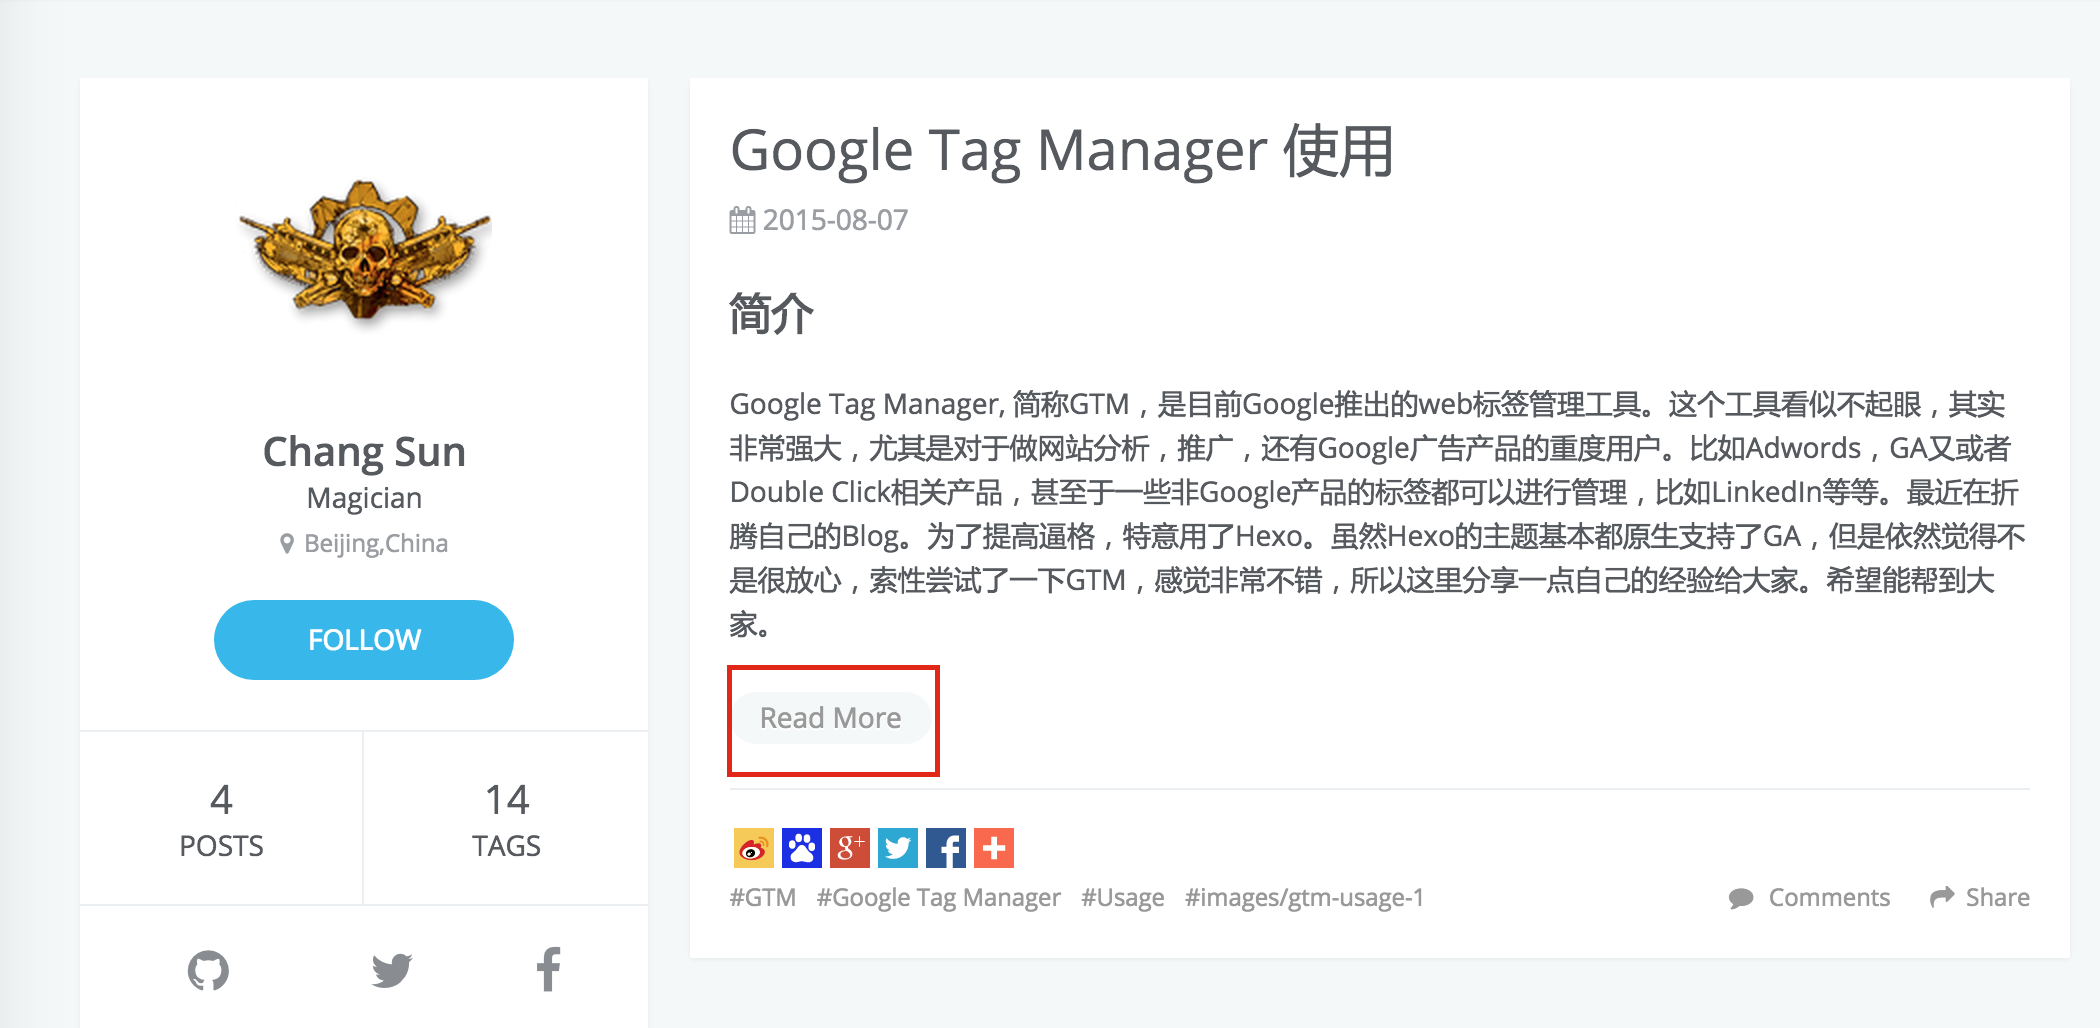 Chang Sun
Magician
Beijing,China
FOLLOW
4
POSTS
14
TAGS
Google Tag Manager 使用
2015-08-07
简介
Google Tag Manager, 简称GTM，是目前Google推出的web标签管理工具。这个工具看似不起眼，其实
非常强大，尤其是对于做网站分析，推广，还有Google广告产品的重度用户。比如Adwords，GA又或者
Double Click相关产品，甚至于一些非Google产品的标签都可以进行管理，比如LinkedIn等等。最近在折
腾自己的Blog。为了提高逼格，特意用了Hexo。虽然Hexo的主题基本都原生支持了GA，但是依然觉得不
是很放心，索性尝试了一下GTM，感觉非常不错，所以这里分享一点自己的经验给大家。希望能帮到大
家。
Read More
#GTM #Google Tag Manager #Usage #images/gtm-usage-1
Comments Share